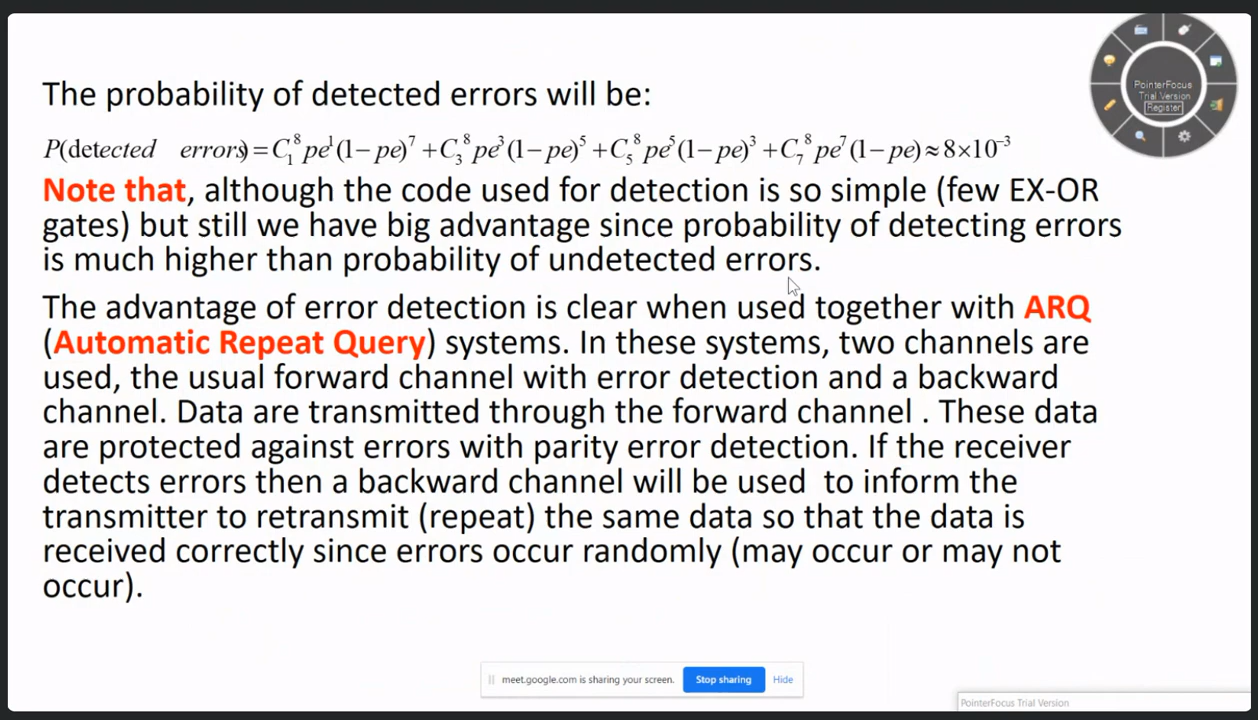 The probability of detected errors will be:
P(detected errors) = C₁⁸ pe¹(1− pe)⁷ + C₃⁸ pe³(1− pe)⁵ + C₅⁸ pe⁵(1− pe)³ + C₇⁸ pe⁷(1− pe) ≈ 8×10⁻³
Note that, although the code used for detection is so simple (few EX-OR
gates) but still we have big advantage since probability of detecting errors
is much higher than probability of undetected errors.
The advantage of error detection is clear when used together with ARQ
(Automatic Repeat Query) systems. In these systems, two channels are
used, the usual forward channel with error detection and a backward
channel. Data are transmitted through the forward channel . These data
are protected against errors with parity error detection. If the receiver
detects errors then a backward channel will be used to inform the
transmitter to retransmit (repeat) the same data so that the data is
received correctly since errors occur randomly (may occur or may not
occur).
PointerFocus
Trial Version
Register
meet.google.com is sharing your screen.
Stop sharing
Hide
PointerFocus Trial Version